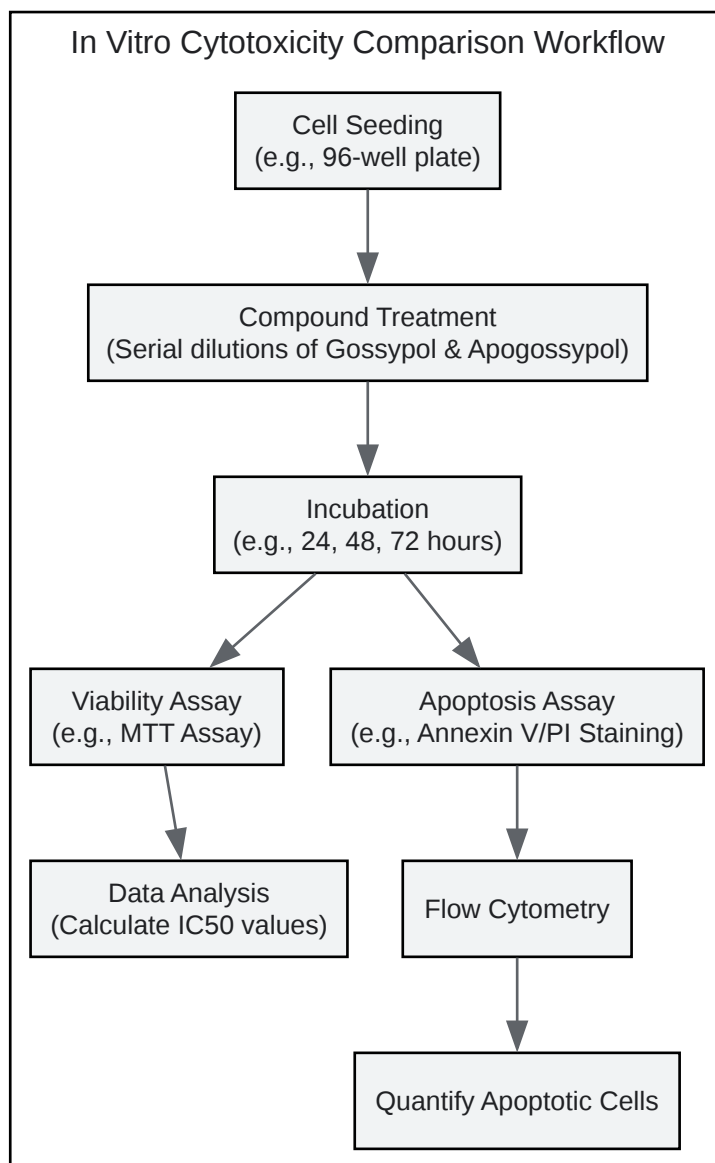 In Vitro Cytotoxicity Comparison Workflow
Cell Seeding
(e.g., 96-well plate)
Compound Treatment
(Serial dilutions of Gossypol & Apogossypol)
Incubation
(e.g., 24, 48, 72 hours)
Viability Assay
(e.g., MTT Assay)
Apoptosis Assay
(e.g., Annexin V/PI Staining)
Data Analysis
(Calculate IC50 values)
Flow Cytometry
Quantify Apoptotic Cells